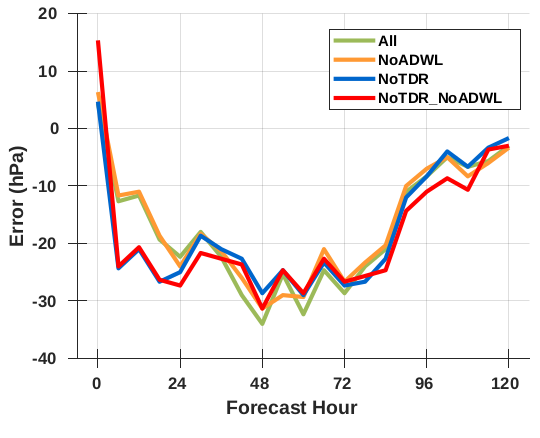 20
10
0
-10
-20
-30
-40
Error (hPa)
All
NoADWL
NoTDR
NoTDR_NoADWL
0 24 48 72 96 120
Forecast Hour